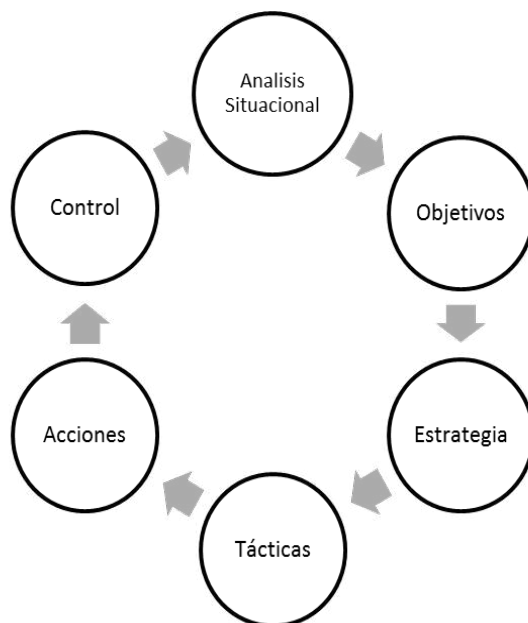 Analisis
Situacional
Objetivos
Estrategia
Tácticas
Acciones
Control